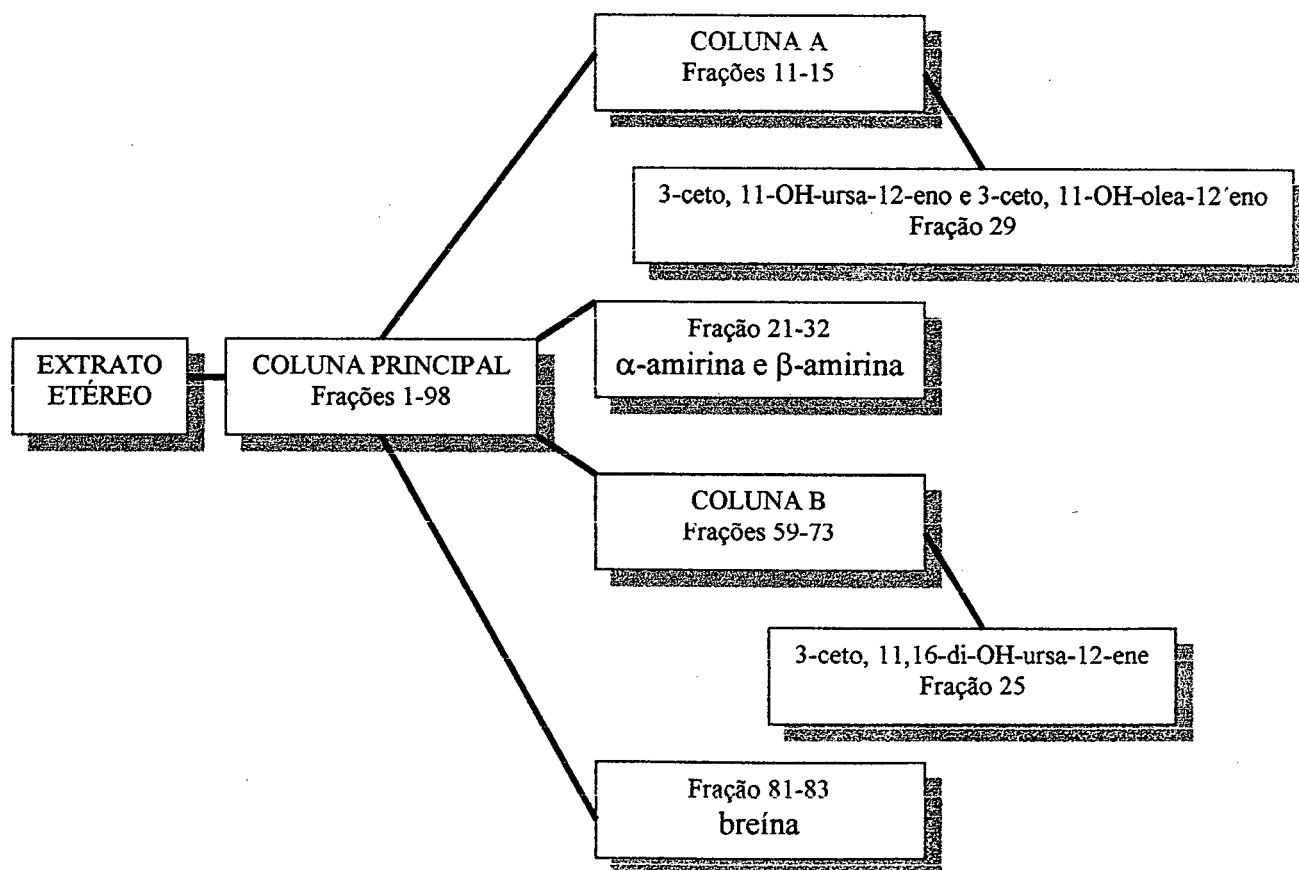 COLUNA A
Frações 11-15
3-ceto, 11-OH-ursa-12-eno e 3-ceto, 11-OH-olea-12´eno
Fração 29
EXTRATO
ETÉREO
COLUNA PRINCIPAL
Frações 1-98
Fração 21-32
α-amirina e β-amirina
COLUNA B
Frações 59-73
3-ceto, 11,16-di-OH-ursa-12-ene
Fração 25
Fração 81-83
breína